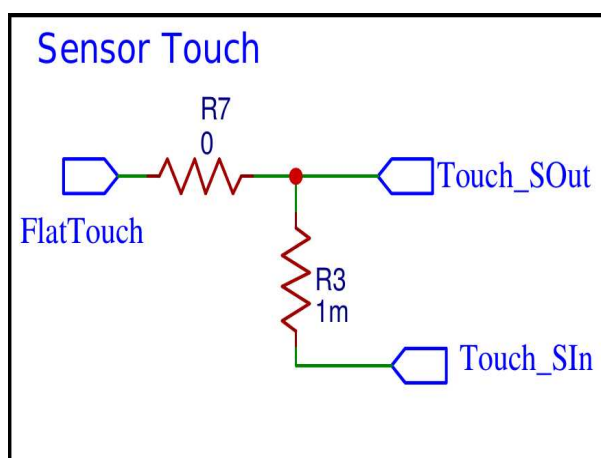 Sensor Touch
R7
0
Touch_SOut
FlatTouch
R3
1m
Touch_SIn